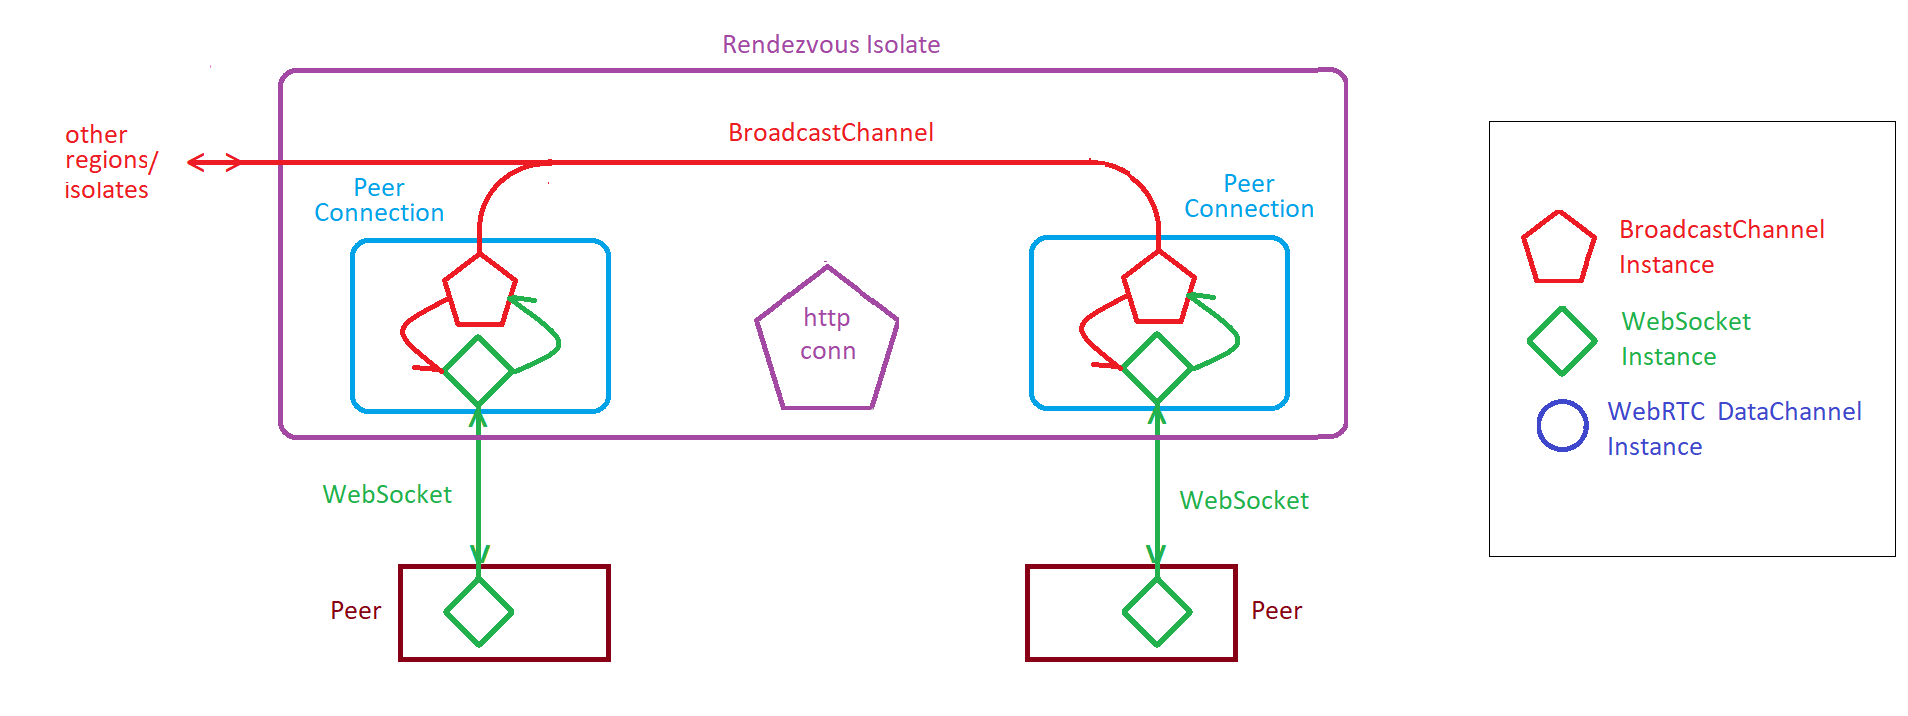 Rendezvous Isolate
other
regions/
isolates
BroadcastChannel
Peer
Connection
Peer
Connection
http
conn
WebSocket
WebSocket
Peer
Peer
BroadcastChannel
Instance
WebSocket
Instance
WebRTC DataChannel
Instance